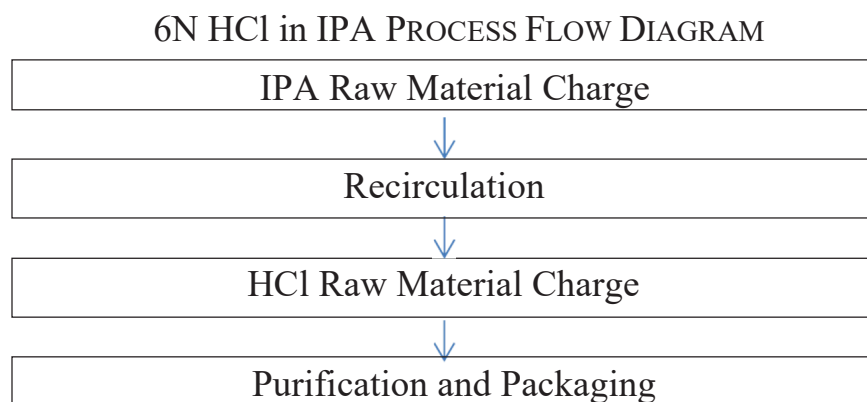 6N HCl in IPA PROCESS FLOW DIAGRAM
IPA Raw Material Charge
Recirculation
HCl Raw Material Charge
Purification and Packaging